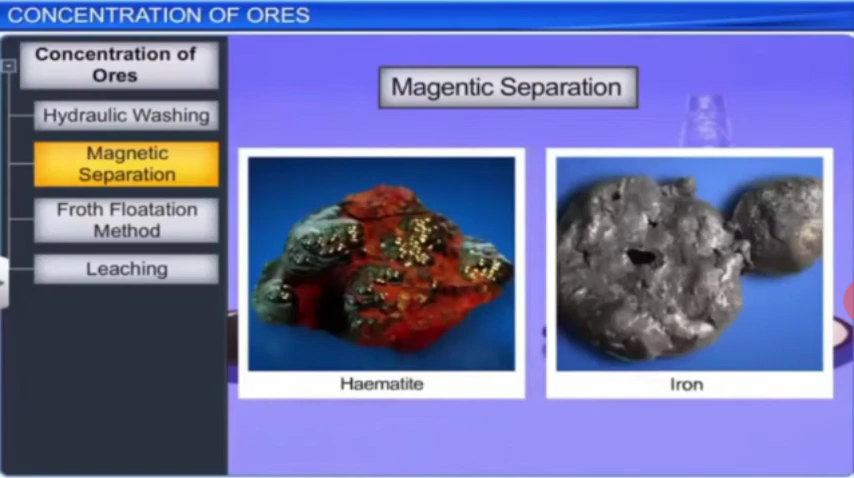 CONCENTRATION OF ORES
Concentration of
Ores
Hydraulic Washing
Magnetic
Separation
Froth Floatation
Method
Leaching
Magentic Separation
Haematite
Iron